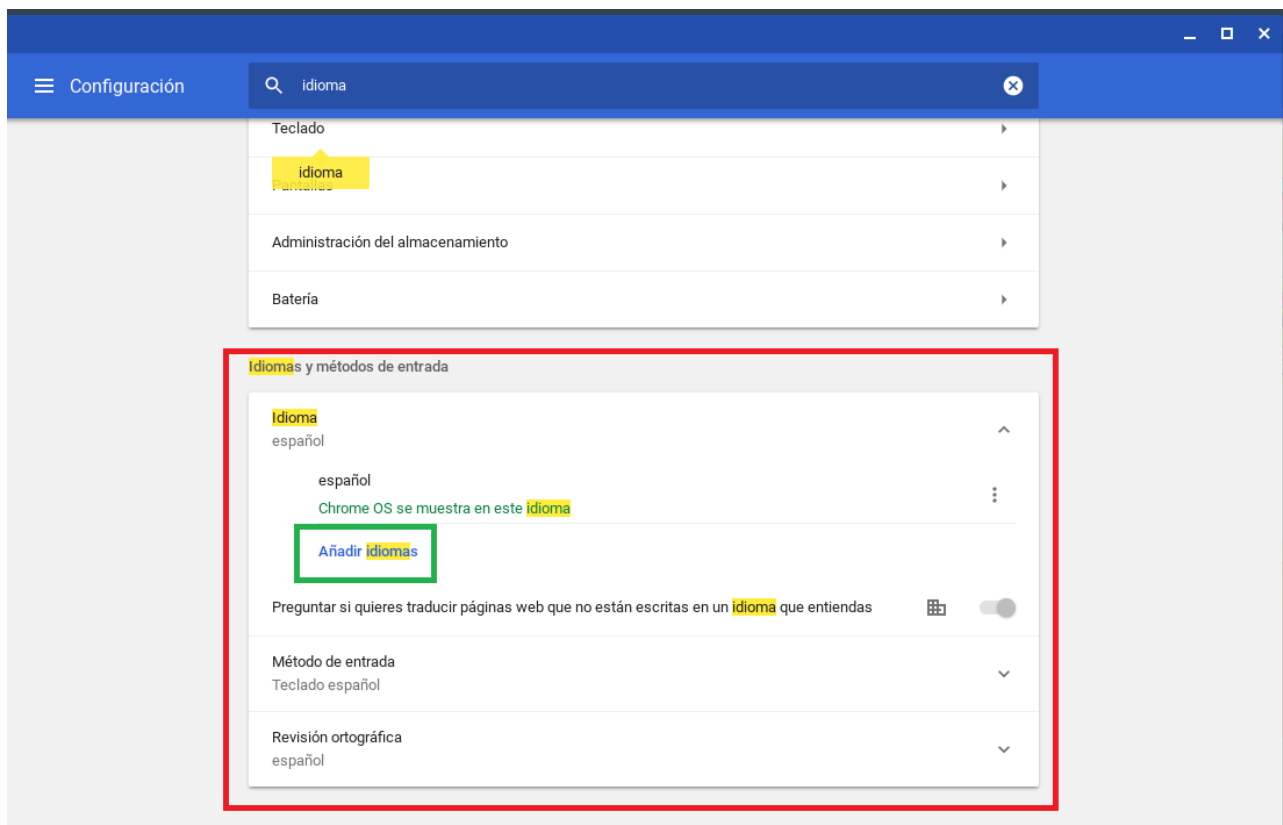 Configuración
idioma
Teclado
idioma
Pantallas
Administración del almacenamiento
Batería
Idiomas y métodos de entrada
Idioma
español
español
Chrome OS se muestra en este idioma
Añadir idiomas
Preguntar si quieres traducir páginas web que no están escritas en un idioma que entiendas
Método de entrada
Teclado español
Revisión ortográfica
español